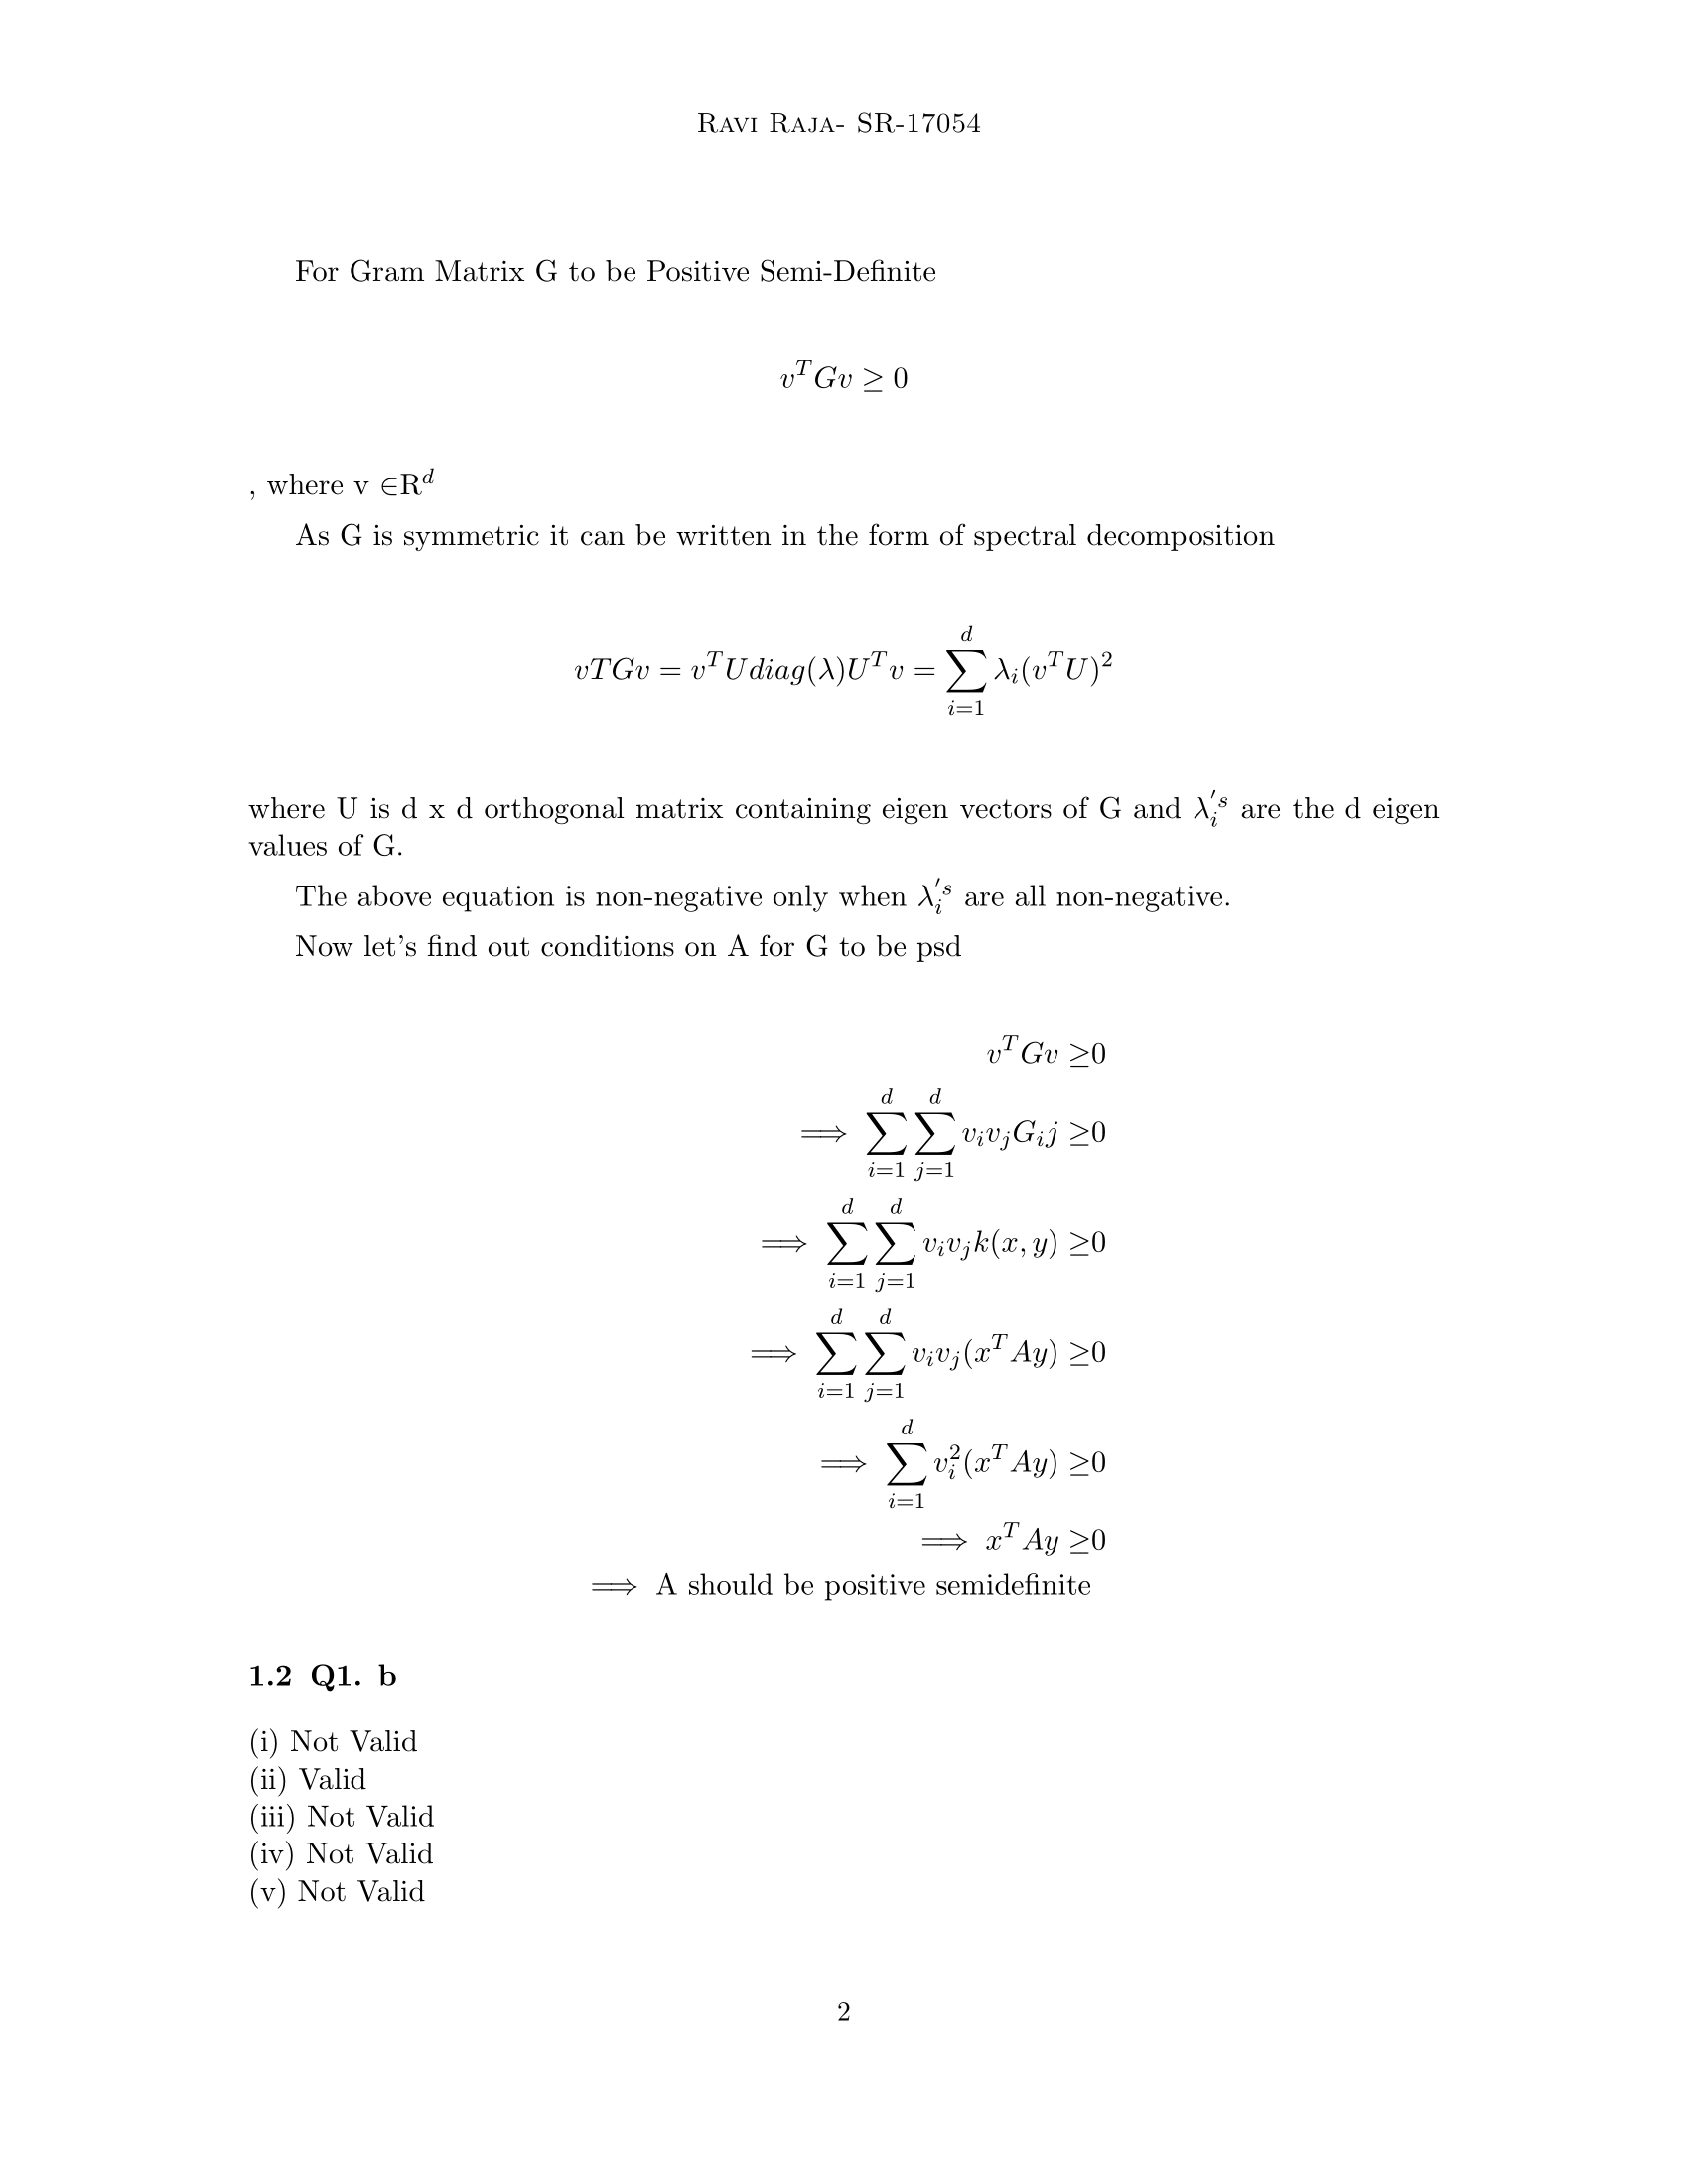 Ravi Raja- SR-17054
For Gram Matrix G to be Positive Semi-Definite
$v^T G v \geq 0$
, where v ∈R$^d$
As G is symmetric it can be written in the form of spectral decomposition
$vTGv = v^T U diag(\lambda) U^T v = \sum_{i=1}^{d} \lambda_i (v^T U)^2$
where U is d x d orthogonal matrix containing eigen vectors of G and $\lambda_i^{'s}$ are the d eigen
values of G.
The above equation is non-negative only when $\lambda_i^{'s}$ are all non-negative.
Now let's find out conditions on A for G to be psd
$v^T G v \geq 0$
$\implies \sum_{i=1}^{d} \sum_{j=1}^{d} v_i v_j G_i j \geq 0$
$\implies \sum_{i=1}^{d} \sum_{j=1}^{d} v_i v_j k(x, y) \geq 0$
$\implies \sum_{i=1}^{d} \sum_{j=1}^{d} v_i v_j (x^T A y) \geq 0$
$\implies \sum_{i=1}^{d} v_i^2 (x^T A y) \geq 0$
$\implies x^T A y \geq 0$
$\implies$ A should be positive semidefinite
1.2 Q1. b
(i) Not Valid
(ii) Valid
(iii) Not Valid
(iv) Not Valid
(v) Not Valid
2